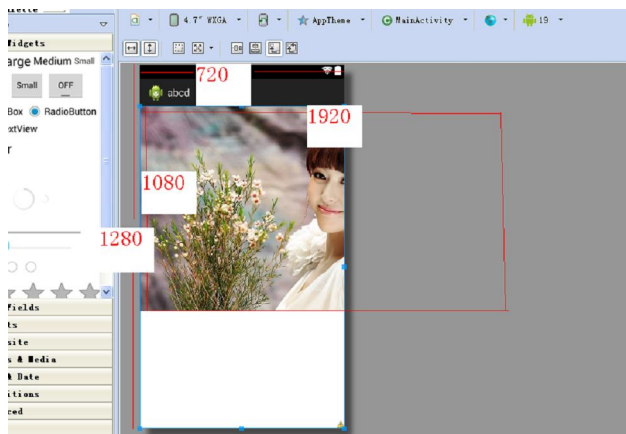 4.7" WXGA AppTheme MainActivity 19
Widgets
arge Medium Small
Small OFF
Box RadioButton
xtView
r
720
abcd
1920
1080
1280
Fields
ts
site
s & Media
& Date
itions
ced